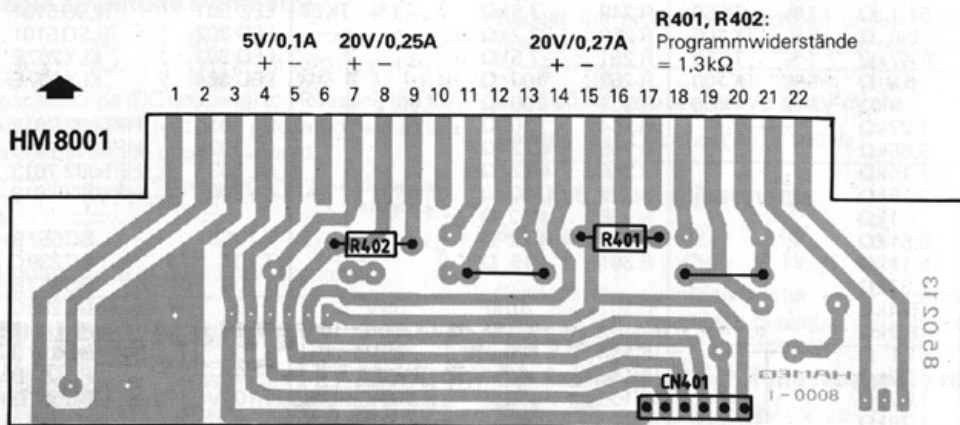 R401, R402:
5V/0,1A 20V/0,25A 20V/0,27A Programmwiderstände
+ − + − + − = 1.3kΩ
1 2 3 4 5 6 7 8 9 10 11 12 13 14 15 16 17 18 19 20 21 22
HM8001
R402 R401
850213
HAMEG
CN401
8000-1